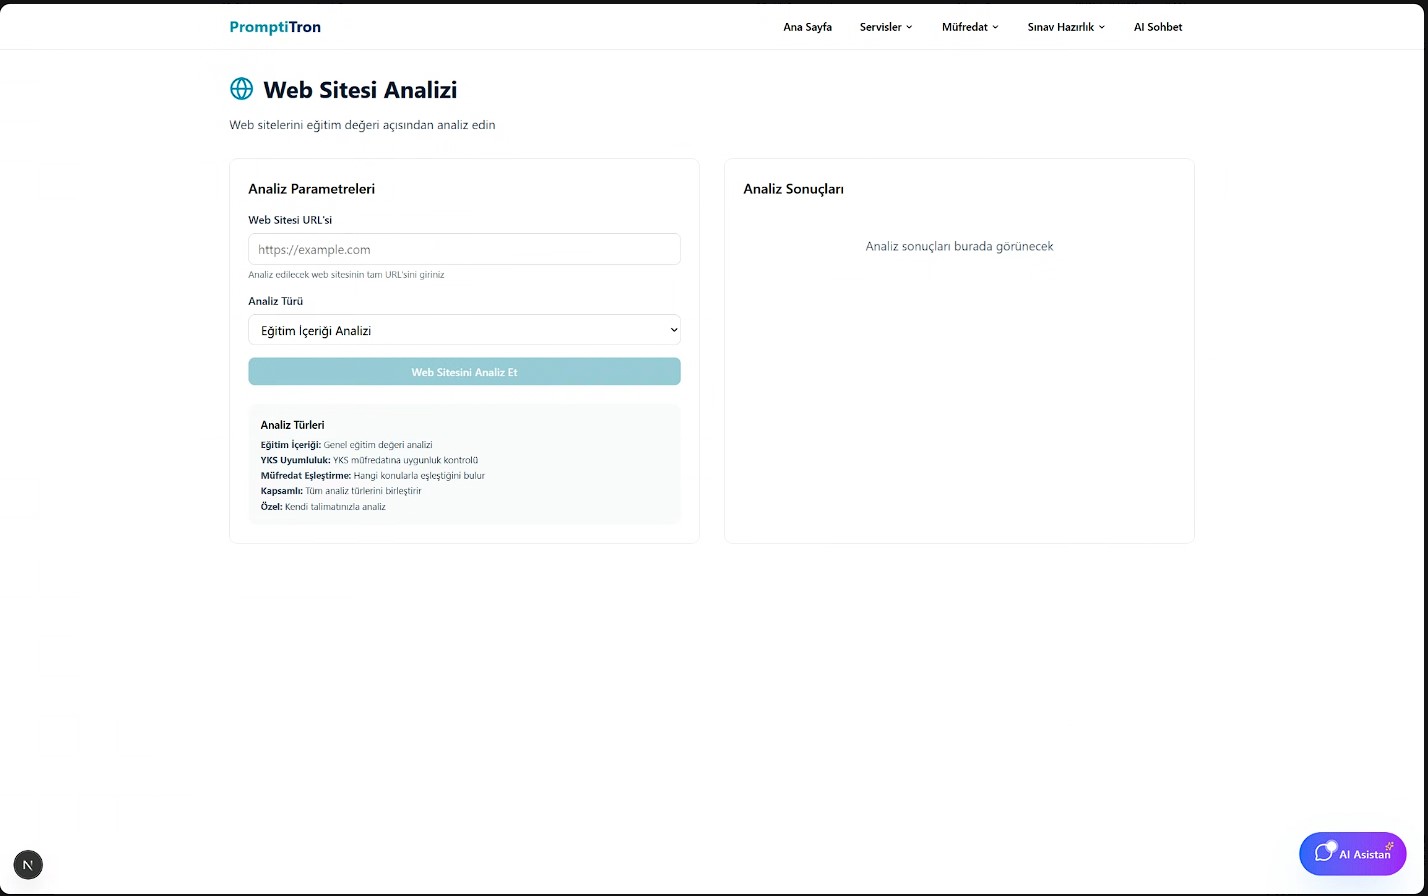 PromptiTron
Ana Sayfa
Servisler
Müfredat
Sınav Hazırlık
AI Sohbet
Web Sitesi Analizi
Web sitelerini eğitim değeri açısından analiz edin
Analiz Parametreleri
Web Sitesi URL'si
https://example.com
Analiz edilecek web sitesinin tam URL'sini giriniz
Analiz Türü
Eğitim İçeriği Analizi
Web Sitesini Analiz Et
Analiz Türleri
Eğitim İçeriği: Genel eğitim değeri analizi
YKS Uyumluluk: YKS müfredatına uygunluk kontrolü
Müfredat Eşleştirme: Hangi konularla eşleştiğini bulur
Kapsamlı: Tüm analiz türlerini birleştirir
Özel: Kendi talimatınızla analiz
Analiz Sonuçları
Analiz sonuçları burada görünecek
N
AI Asistan